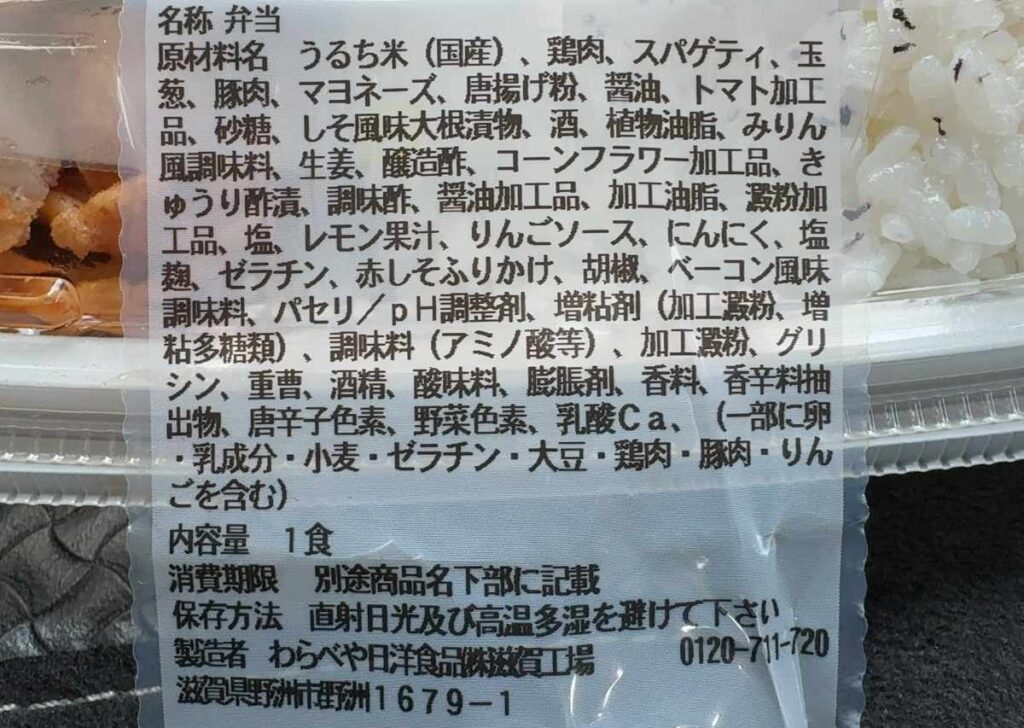 名称 弁当
原材料名　うるち米（国産）、鶏肉、スパゲティ、玉
葱、豚肉、マヨネーズ、唐揚げ粉、醤油、トマト加工
品、砂糖、しそ風味大根漬物、酒、植物油脂、みりん
風調味料、生姜、醸造酢、コーンフラワー加工品、き
ゅうり酢漬、調味酢、醤油加工品、加工油脂、澱粉加
工品、塩、レモン果汁、りんごソース、にんにく、塩
麹、ゼラチン、赤しそふりかけ、胡椒、ベーコン風味
調味料、パセリ／ｐＨ調整剤、増粘剤（加工澱粉、増
粘多糖類）、調味料（アミノ酸等）、加工澱粉、グリ
シン、重曹、酒精、酸味料、膨脹剤、香料、香辛料抽
出物、唐辛子色素、野菜色素、乳酸Ｃａ、（一部に卵
・乳成分・小麦・ゼラチン・大豆・鶏肉・豚肉・りん
ごを含む）
内容量　１食
消費期限　別途商品名下部に記載
保存方法　直射日光及び高温多湿を避けて下さい
製造者　わらべや日洋食品㈱滋賀工場　0120-711-720
滋賀県野洲市野洲１６７９−１